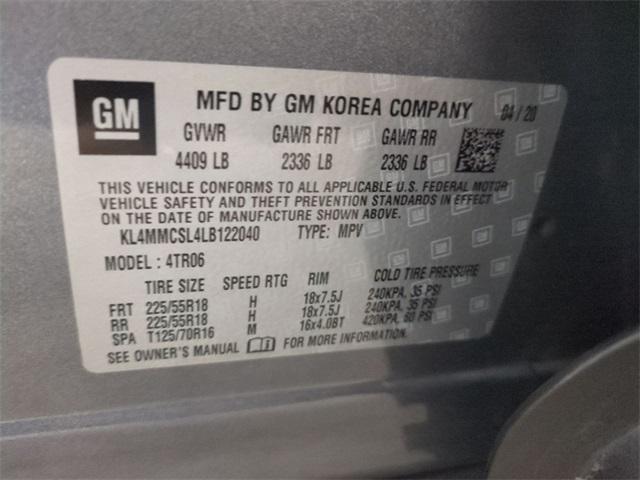 GM
MFD BY GM KOREA COMPANY 04 / 20
GVWR GAWR FRT GAWR RR
4409 LB 2336 LB 2336 LB
THIS VEHICLE CONFORMS TO ALL APPLICABLE U.S. FEDERAL MOTOR
VEHICLE SAFETY AND THEFT PREVENTION STANDARDS IN EFFECT
ON THE DATE OF MANUFACTURE SHOWN ABOVE.
KL4MMCSL4LB122040 TYPE: MPV
MODEL : 4TR06
TIRE SIZE SPEED RTG RIM COLD TIRE PRESSURE
FRT 225/55R18 H 18x7.5J 240KPA, 35 PSI
RR 225/55R18 H 18x7.5J 240KPA, 35 PSI
SPA T125/70R16 M 16x4.0BT 420KPA, 60 PSI
SEE OWNER'S MANUAL FOR MORE INFORMATION.